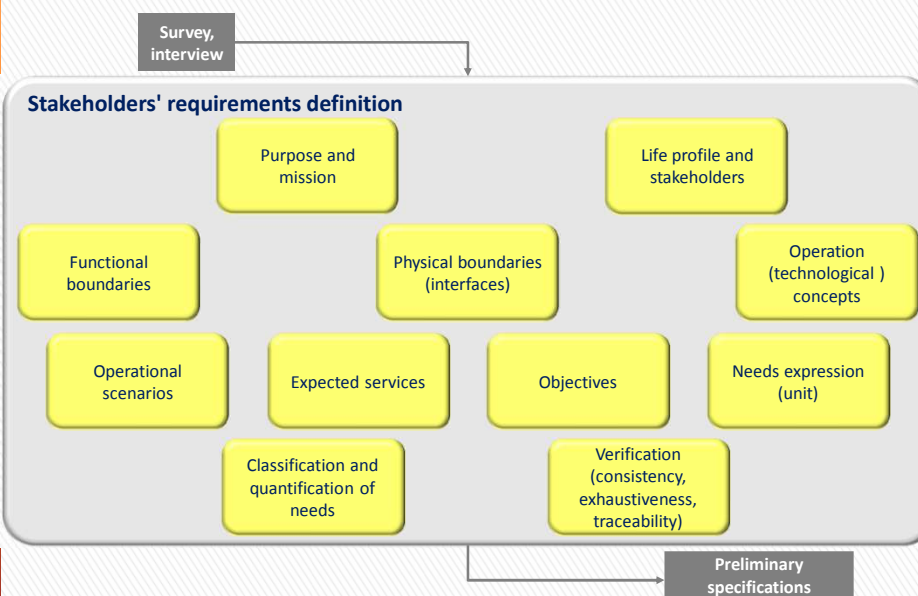 Survey,
interview
Stakeholders' requirements definition
Purpose and
mission
Life profile and
stakeholders
Functional
boundaries
Physical boundaries
(interfaces)
Operation
(technological )
concepts
Operational
scenarios
Expected services
Objectives
Needs expression
(unit)
Classification and
quantification of
needs
Verification
(consistency,
exhaustiveness,
traceability)
Preliminary
specifications